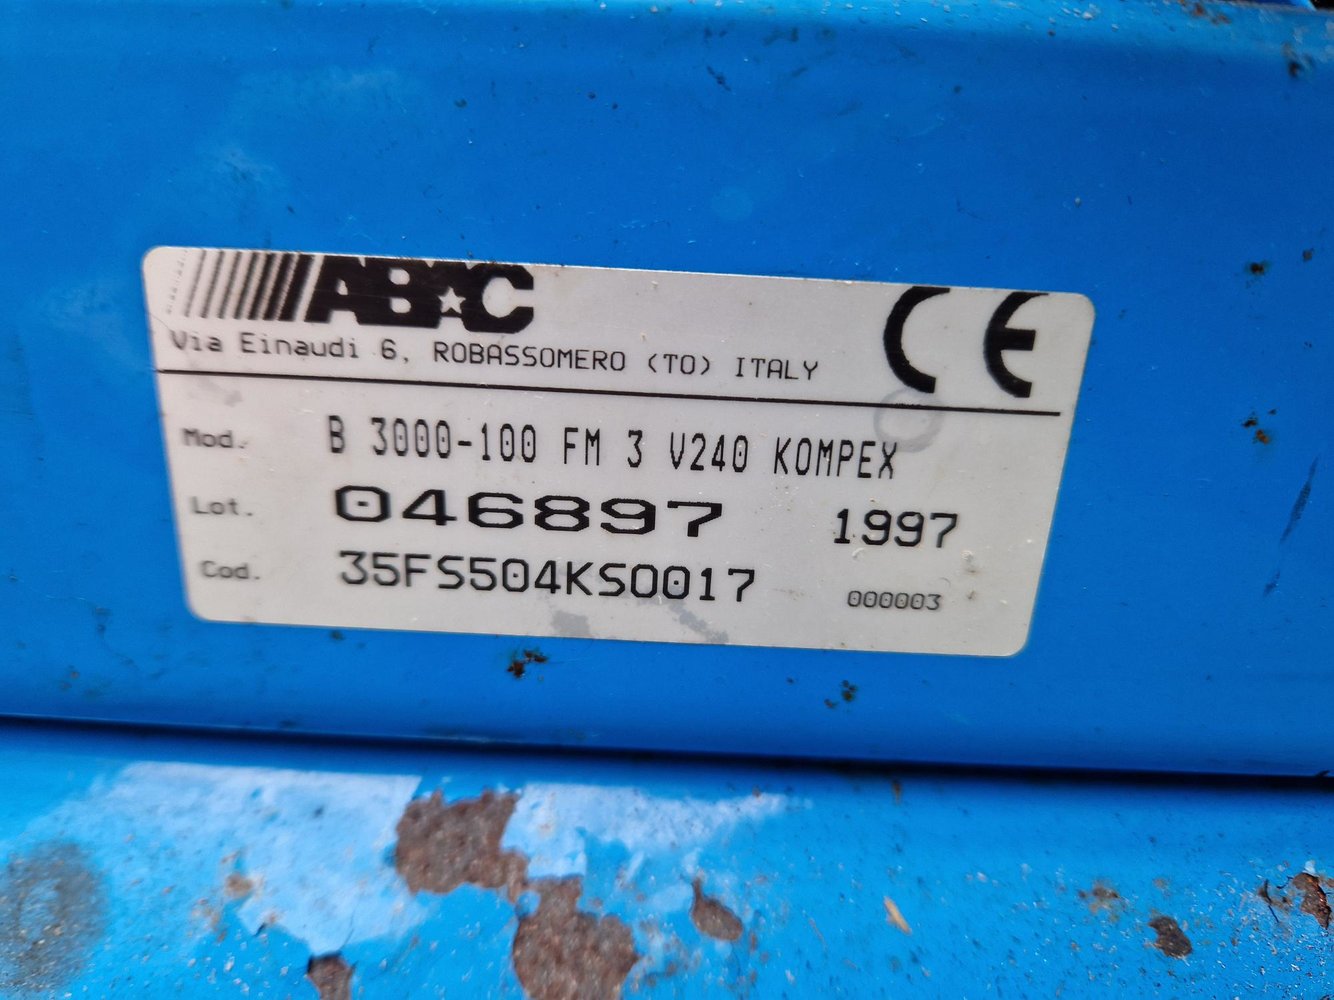 ABAC
CE
Via Einaudi 6, ROBASSOMERO (TO) ITALY
Mod. B 3000-100 FM 3 V240 KOMPEX
Lot. 046897 1997
Cod. 35FS504KS0017 000003